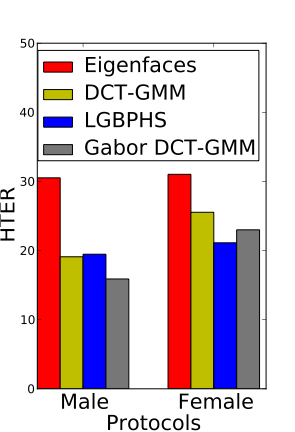 50
Eigenfaces
DCT-GMM
40
LGBPHS
Gabor DCT-GMM
30
HTER
20
10
0
Male Female
Protocols